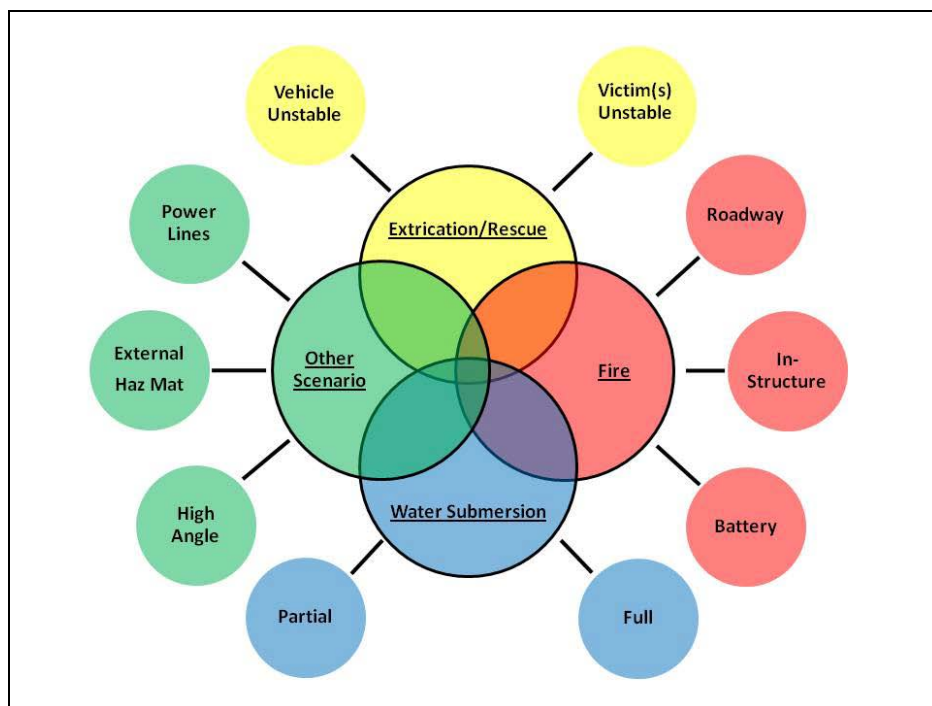 Vehicle
Unstable
Victim(s)
Unstable
Power
Lines
Extrication/Rescue
Roadway
External
Haz Mat
Other
Scenario
Fire
In-
Structure
High
Angle
Water Submersion
Battery
Partial
Full